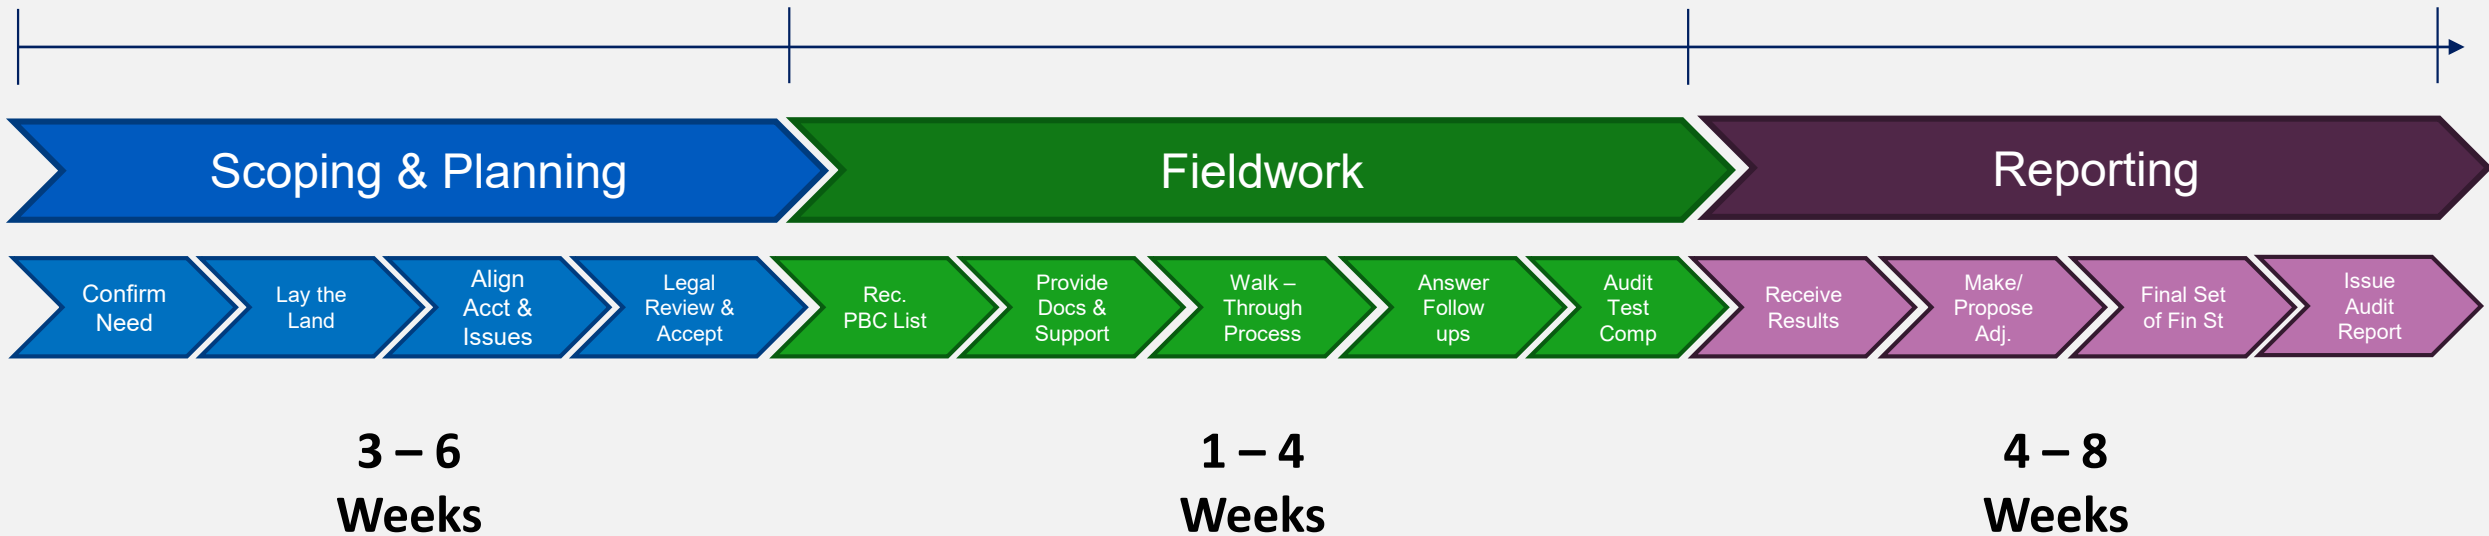 Scoping & Planning
Fieldwork
Reporting
Confirm
Need
Lay the
Land
Align
Acct &
Issues
Legal
Review &
Accept
Rec.
PBC List
Provide
Docs &
Support
Walk –
Through
Process
Answer
Follow
ups
Audit
Test
Comp
Receive
Results
Make/
Propose
Adj.
Final Set
of Fin St
Issue
Audit
Report
3 – 6
Weeks
1 – 4
Weeks
4 – 8
Weeks